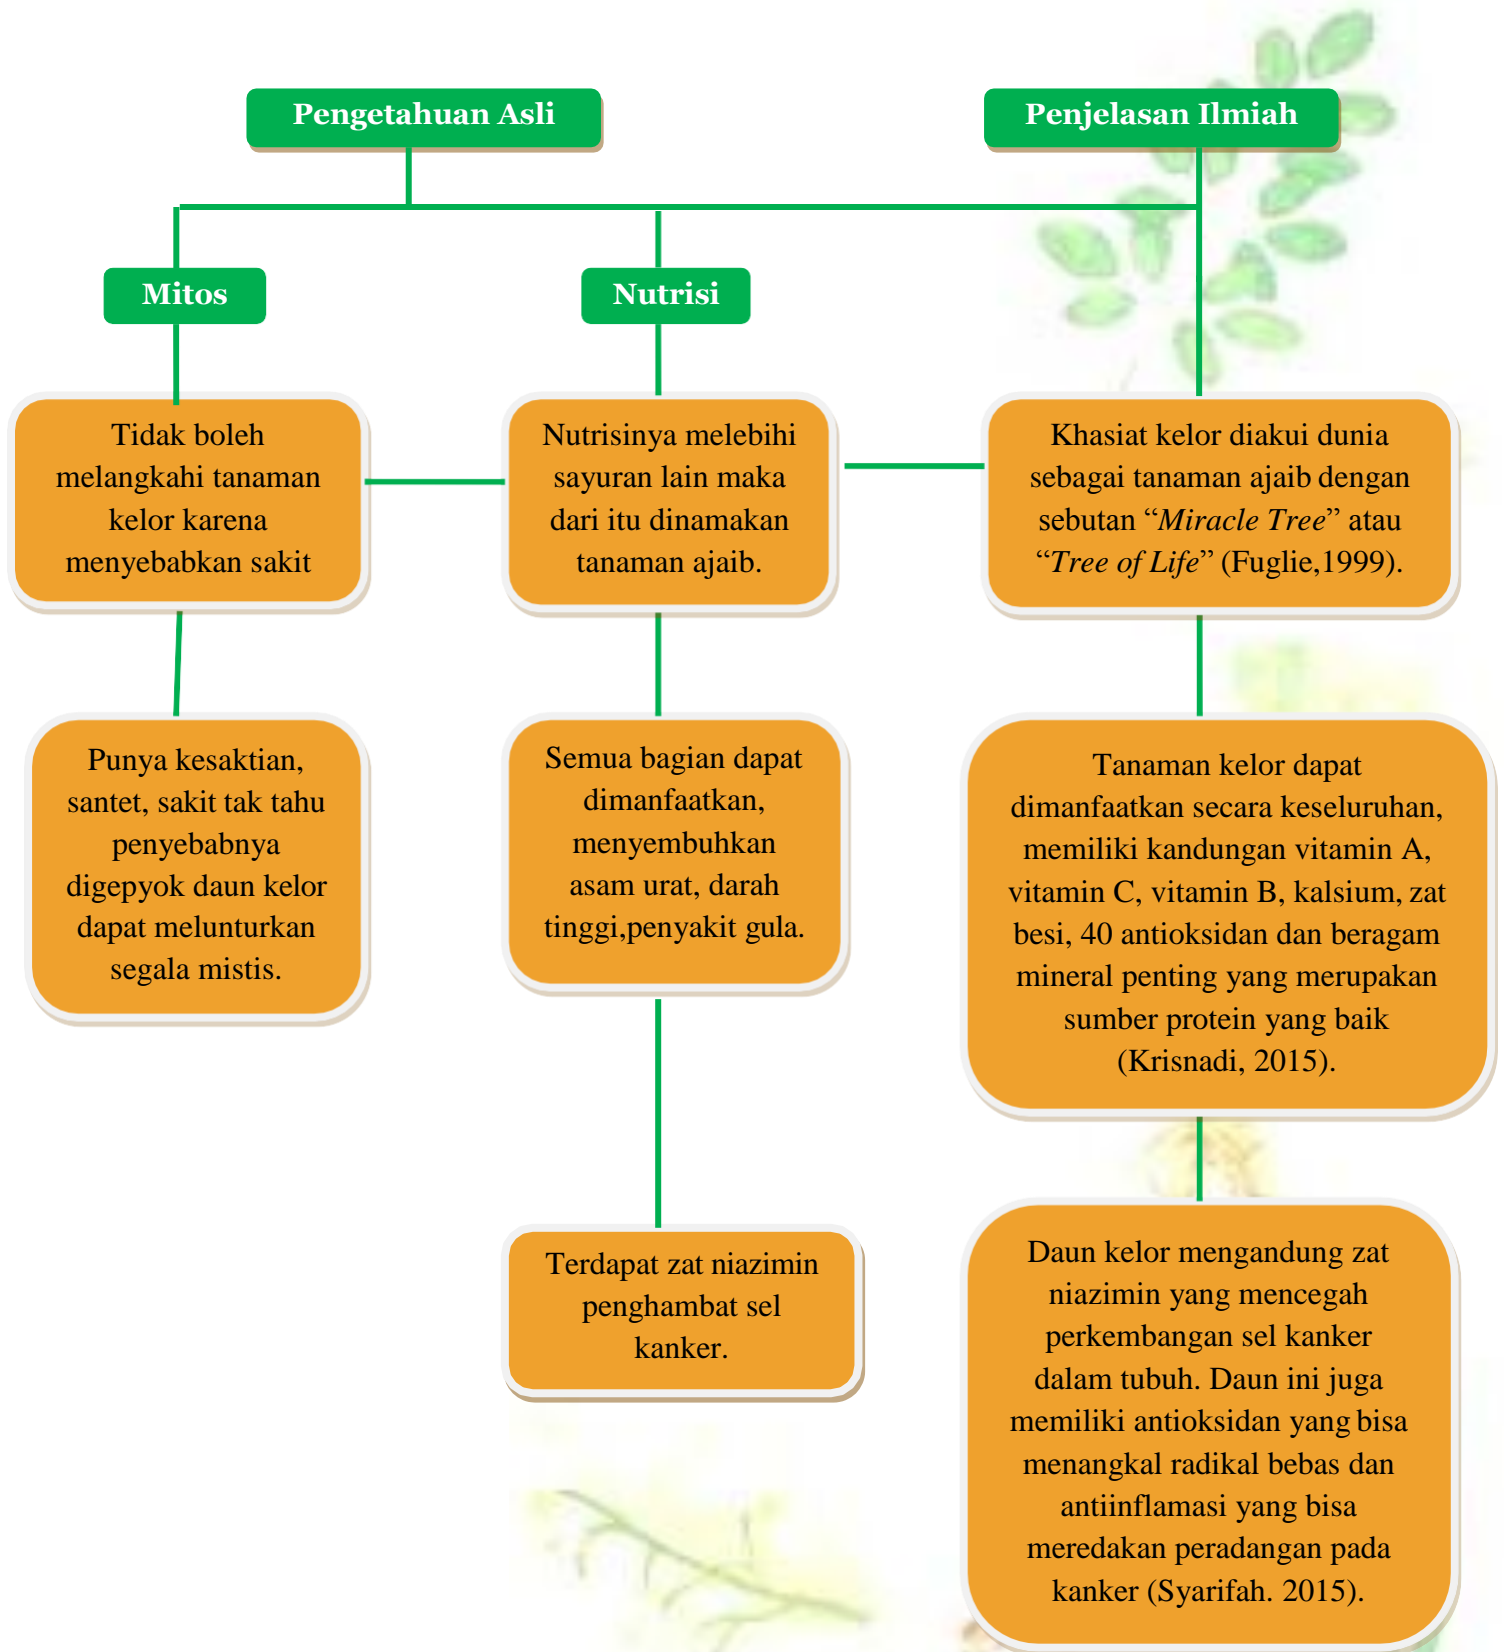 Pengetahuan Asli
Penjelasan Ilmiah
Mitos
Nutrisi
Tidak boleh
melangkahi tanaman
kelor karena
menyebabkan sakit
Nutrisinya melebihi
sayuran lain maka
dari itu dinamakan
tanaman ajaib.
Khasiat kelor diakui dunia
sebagai tanaman ajaib dengan
sebutan “Miracle Tree” atau
“Tree of Life” (Fuglie,1999).
Punya kesaktian,
santet, sakit tak tahu
penyebabnya
digepyok daun kelor
dapat melunturkan
segala mistis.
Semua bagian dapat
dimanfaatkan,
menyembuhkan
asam urat, darah
tinggi,penyakit gula.
Tanaman kelor dapat
dimanfaatkan secara keseluruhan,
memiliki kandungan vitamin A,
vitamin C, vitamin B, kalsium, zat
besi, 40 antioksidan dan beragam
mineral penting yang merupakan
sumber protein yang baik
(Krisnadi, 2015).
Terdapat zat niazimin
penghambat sel
kanker.
Daun kelor mengandung zat
niazimin yang mencegah
perkembangan sel kanker
dalam tubuh. Daun ini juga
memiliki antioksidan yang bisa
menangkal radikal bebas dan
antiinflamasi yang bisa
meredakan peradangan pada
kanker (Syarifah. 2015).